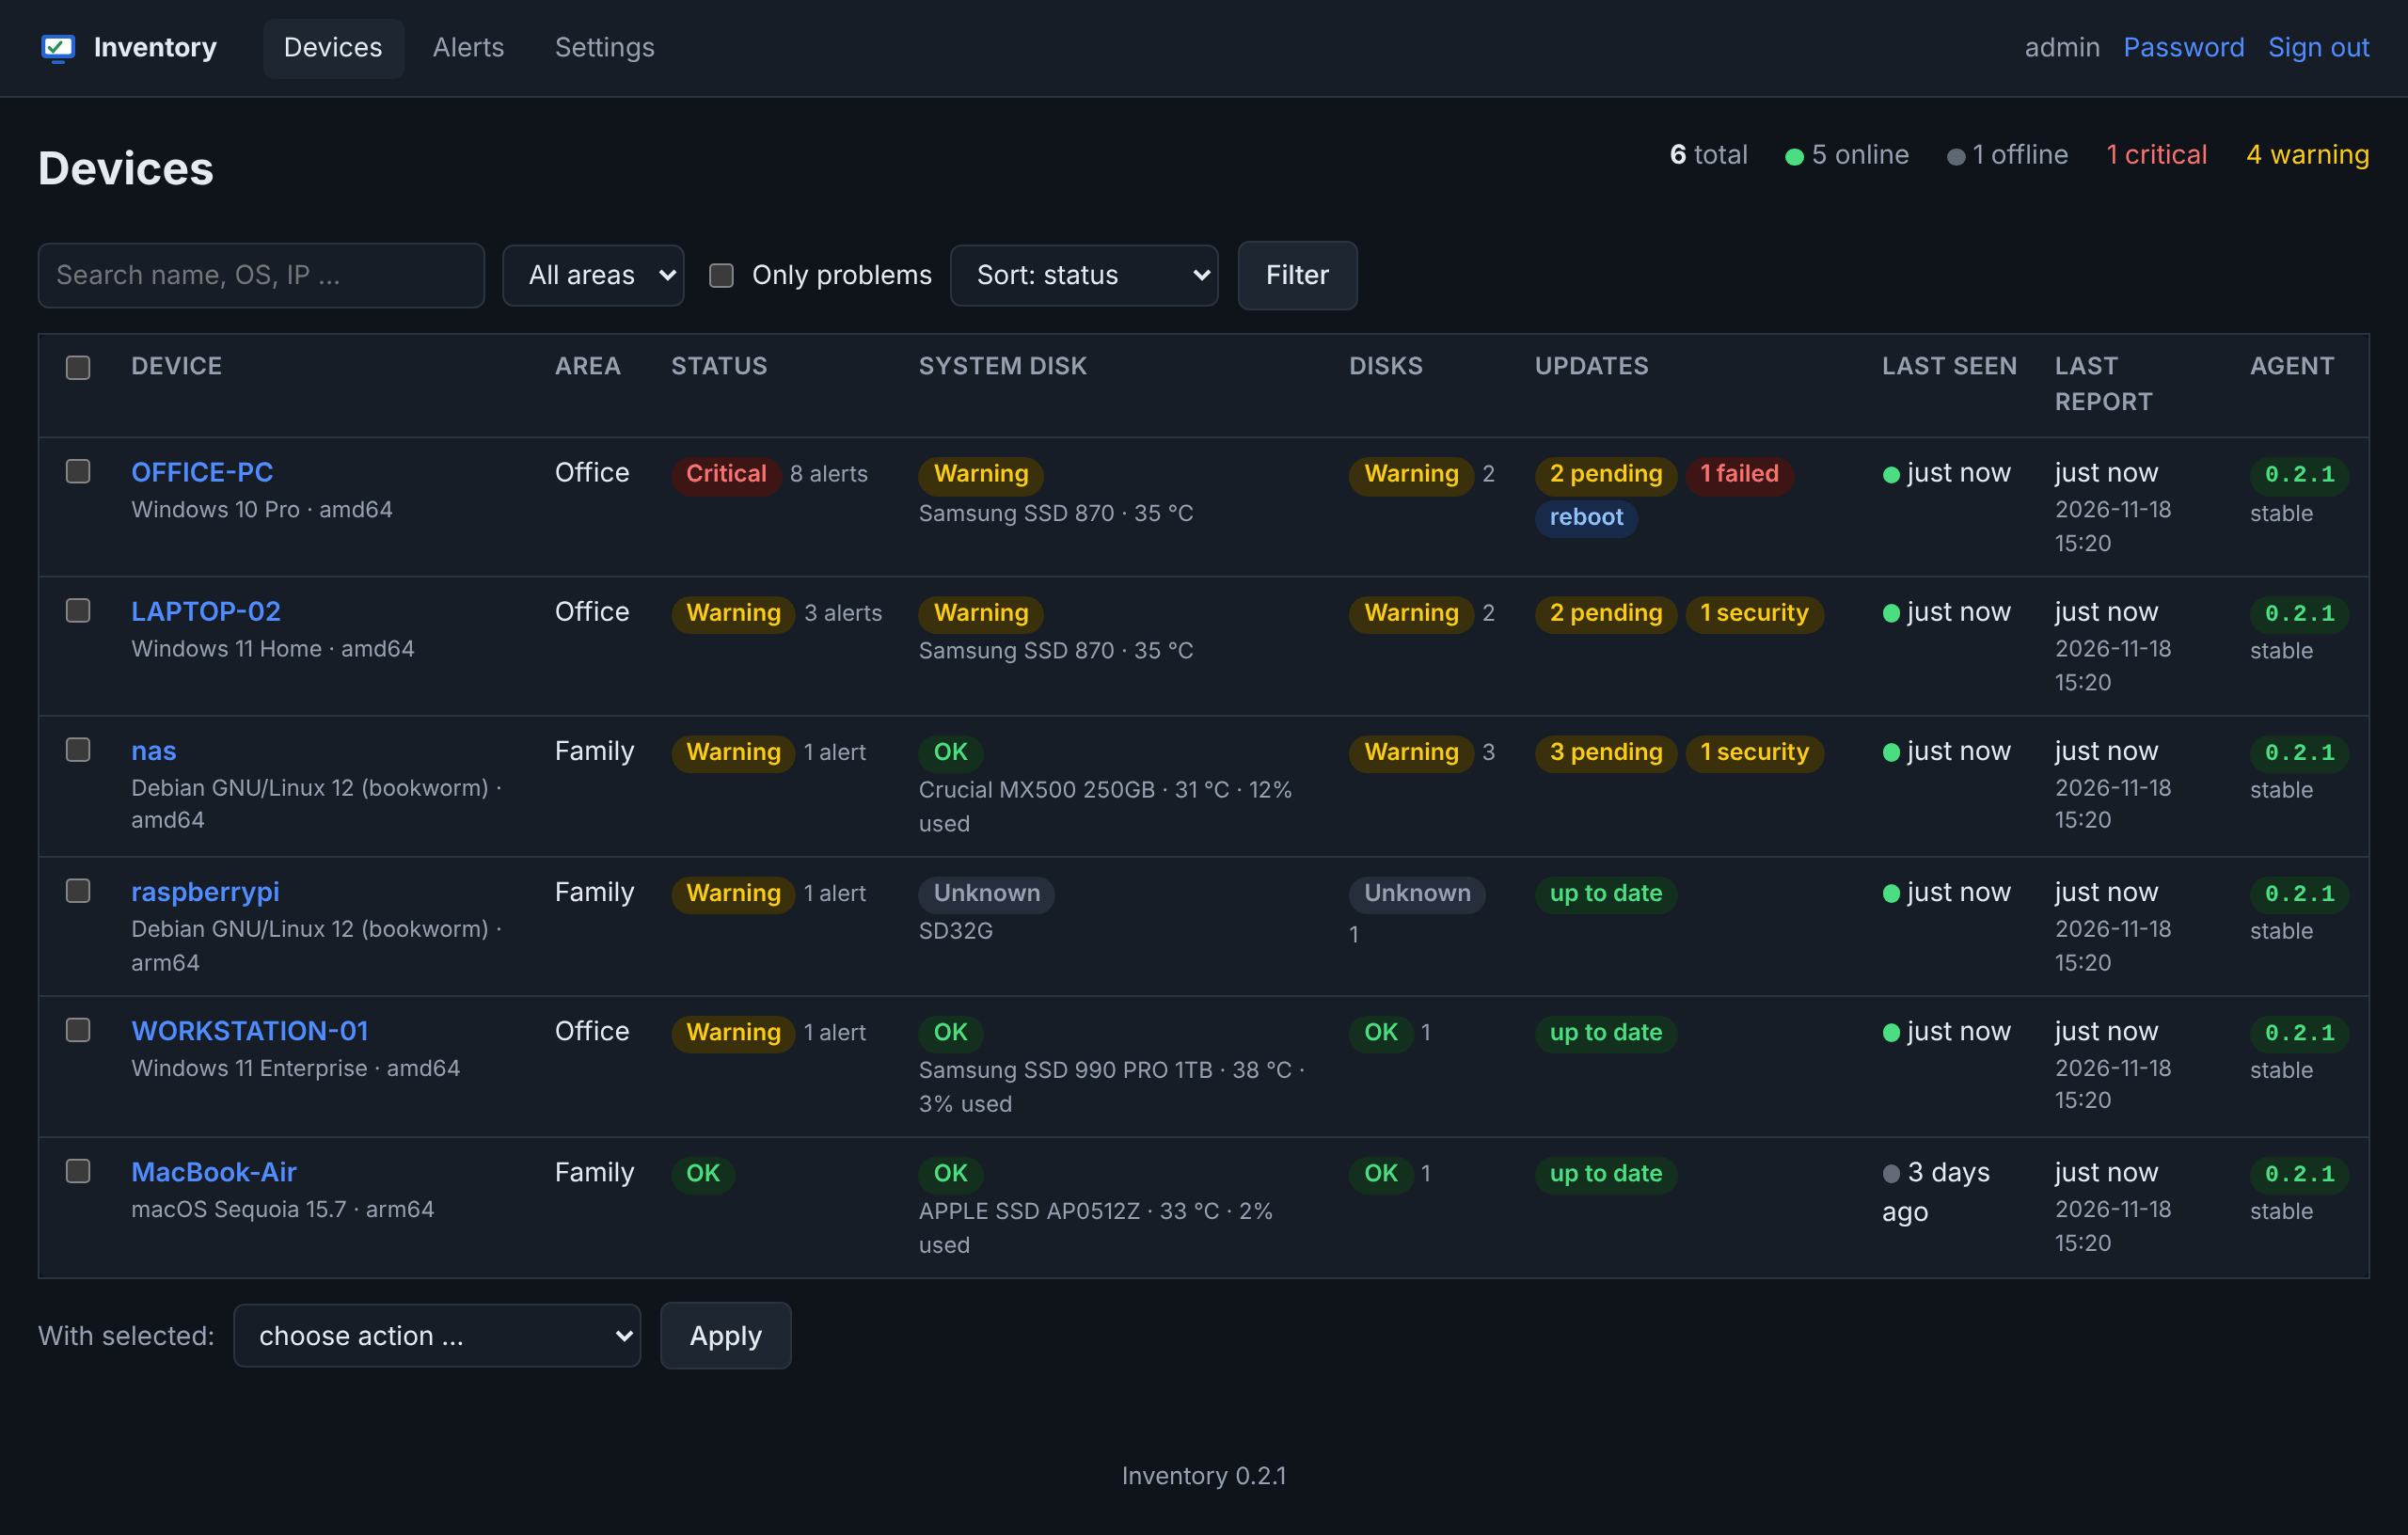 Inventory Devices Alerts Settings admin Password Sign out
Devices 6 total 5 online 1 offline 1 critical 4 warning
Search name, OS, IP ... All areas Only problems Sort: status Filter
DEVICE AREA STATUS SYSTEM DISK DISKS UPDATES LAST SEEN LAST REPORT AGENT
OFFICE-PC Office Critical 8 alerts Warning Warning 2 2 pending 1 failed just now just now 0.2.1
Windows 10 Pro · amd64 Samsung SSD 870 · 35 °C reboot 2026-11-18 stable
15:20
LAPTOP-02 Office Warning 3 alerts Warning Warning 2 2 pending 1 security just now just now 0.2.1
Windows 11 Home · amd64 Samsung SSD 870 · 35 °C 2026-11-18 stable
15:20
nas Family Warning 1 alert OK Warning 3 3 pending 1 security just now just now 0.2.1
Debian GNU/Linux 12 (bookworm) · Crucial MX500 250GB · 31 °C · 12% 2026-11-18 stable
amd64 used 15:20
raspberrypi Family Warning 1 alert Unknown Unknown up to date just now just now 0.2.1
Debian GNU/Linux 12 (bookworm) · SD32G 1 2026-11-18 stable
arm64 15:20
WORKSTATION-01 Office Warning 1 alert OK OK 1 up to date just now just now 0.2.1
Windows 11 Enterprise · amd64 Samsung SSD 990 PRO 1TB · 38 °C · 2026-11-18 stable
3% used 15:20
MacBook-Air Family OK OK OK 1 up to date 3 days just now 0.2.1
macOS Sequoia 15.7 · arm64 APPLE SSD AP0512Z · 33 °C · 2% ago 2026-11-18 stable
used 15:20
With selected: choose action ... Apply
Inventory 0.2.1